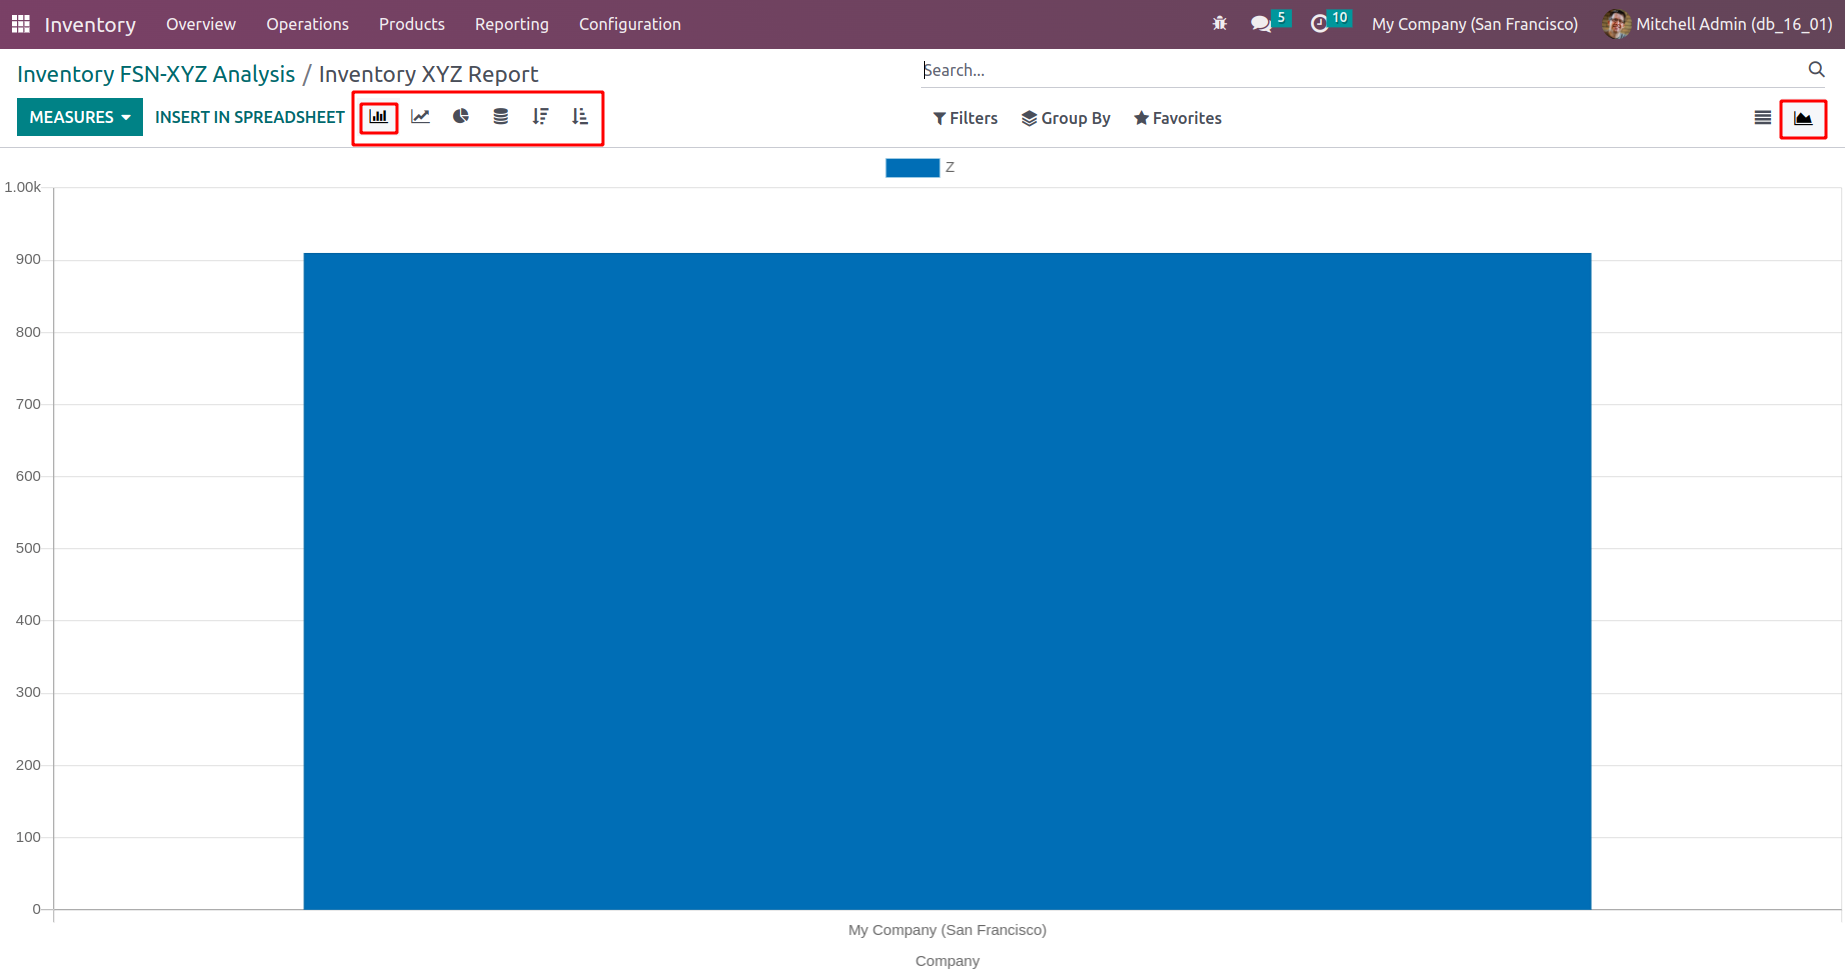 Inventory Overview Operations Products Reporting Configuration 5 10 My Company (San Francisco) Mitchell Admin (db_16_01)
Inventory FSN-XYZ Analysis / Inventory XYZ Report
Search...
MEASURES INSERT IN SPREADSHEET Filters Group By Favorites
Z
1.00k
900
800
700
600
500
400
300
200
100
0
My Company (San Francisco)
Company